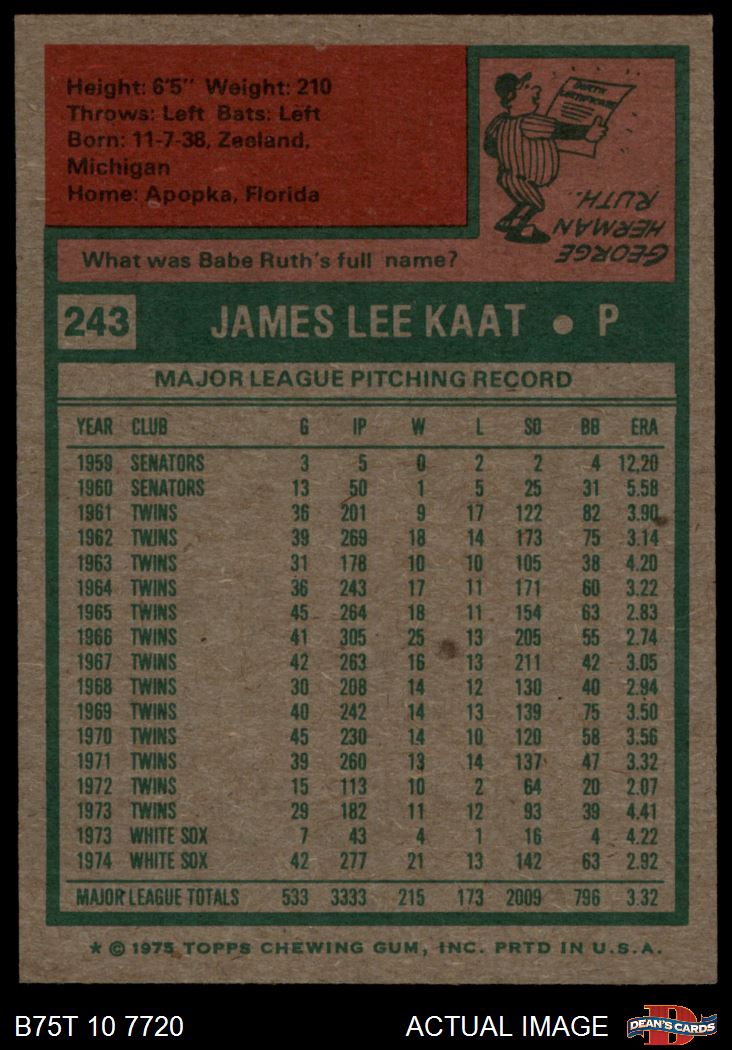 Height: 6'5" Weight: 210
Throws: Left Bats: Left
Born: 11-7-38, Zeeland,
Michigan
Home: Apopka, Florida
BIRTH CERTIFICATE
GEORGE
HERMAN
RUTH..
What was Babe Ruth's full name?
243 JAMES LEE KAAT • P
MAJOR LEAGUE PITCHING RECORD
YEAR CLUB G IP W L SO BB ERA
1959 SENATORS 3 5 0 2 2 4 12,20
1960 SENATORS 13 50 1 5 25 31 5.58
1961 TWINS 36 201 9 17 122 82 3.90
1962 TWINS 39 269 18 14 173 75 3.14
1963 TWINS 31 178 10 10 105 38 4.20
1964 TWINS 36 243 17 11 171 60 3.22
1965 TWINS 45 264 18 11 154 63 2.83
1966 TWINS 41 305 25 13 205 55 2.74
1967 TWINS 42 263 16 13 211 42 3.05
1968 TWINS 30 208 14 12 130 40 2.94
1969 TWINS 40 242 14 13 139 75 3.50
1970 TWINS 45 230 14 10 120 58 3.56
1971 TWINS 39 260 13 14 137 47 3.32
1972 TWINS 15 113 10 2 64 20 2.07
1973 TWINS 29 182 11 12 93 39 4.41
1973 WHITE SOX 7 43 4 1 16 4 4.22
1974 WHITE SOX 42 277 21 13 142 63 2.92
MAJOR LEAGUE TOTALS 533 3333 215 173 2009 796 3.32
* © 1975 TOPPS CHEWING GUM, INC. PRTD IN U.S.A.
B75T 10 7720 ACTUAL IMAGE D DEAN'S CARDS